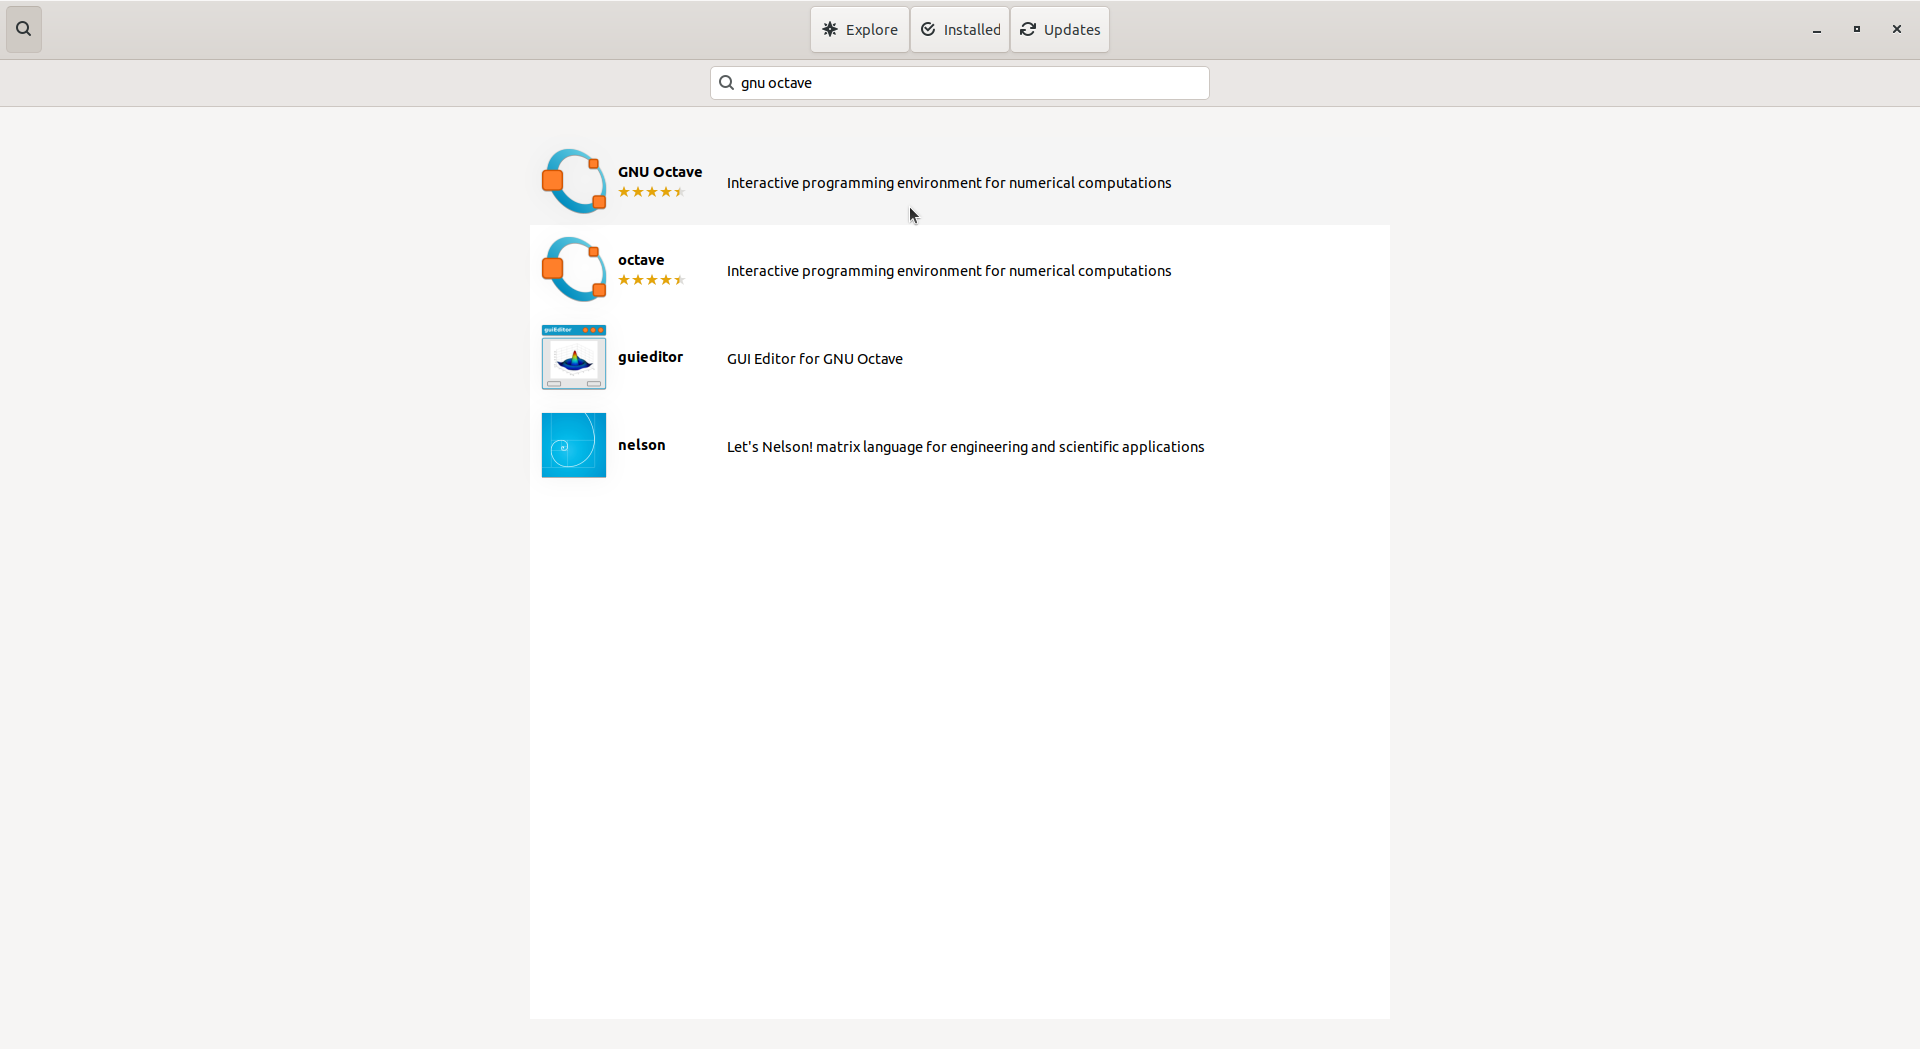 Explore Installed Updates
gnu octave
GNU Octave
Interactive programming environment for numerical computations
octave
Interactive programming environment for numerical computations
guiEditor
guieditor
GUI Editor for GNU Octave
nelson
Let's Nelson! matrix language for engineering and scientific applications